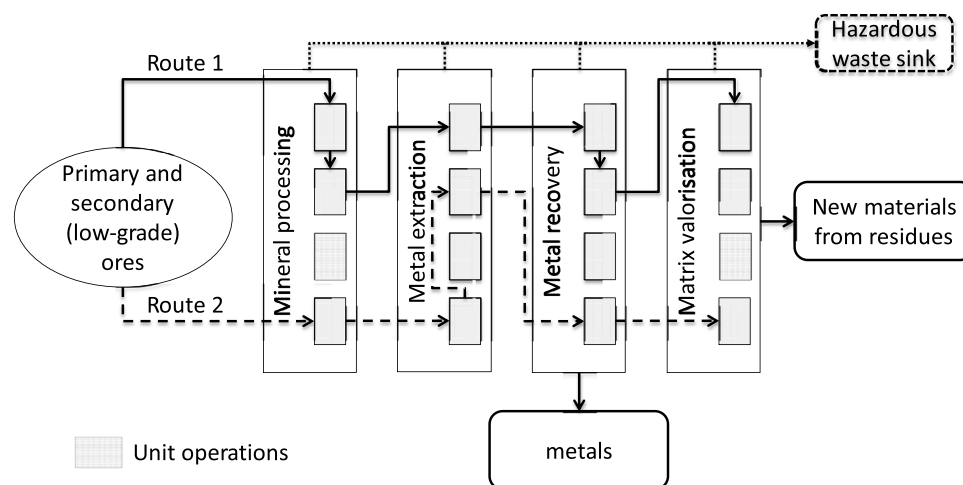 Hazardous
waste sink
Route 1
Primary and
secondary
(low-grade)
ores
Route 2
Mineral processing
Metal extraction
Metal recovery
Matrix valorisation
New materials
from residues
metals
Unit operations